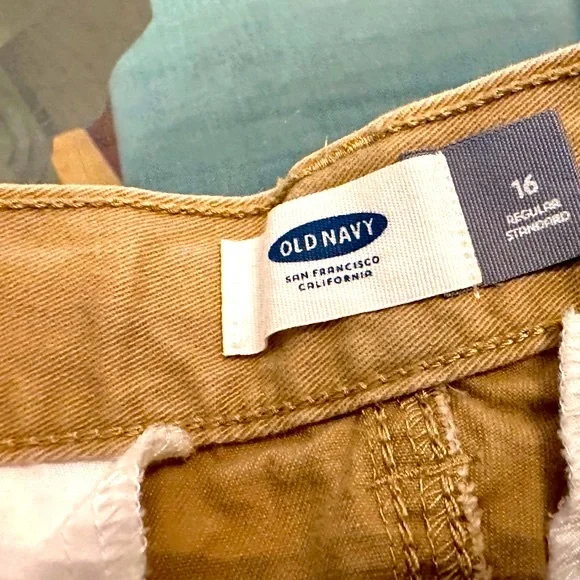 OLD NAVY
SAN FRANCISCO
CALIFORNIA
16
REGULAR
STANDARD